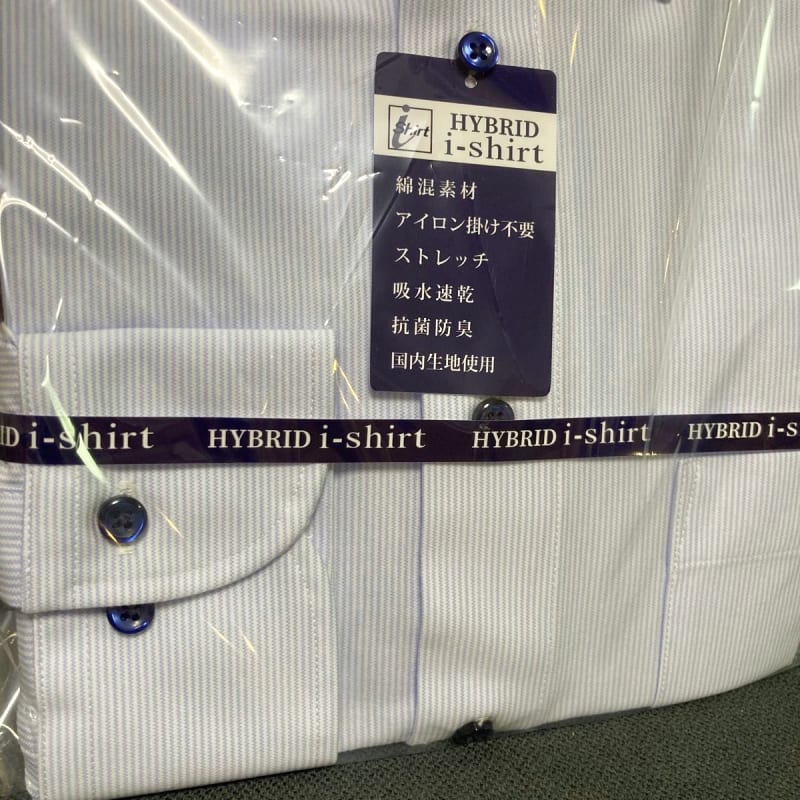 i
Shirt
HYBRID
i-shirt
綿混素材
アイロン掛け不要
ストレッチ
吸水速乾
抗菌防臭
国内生地使用
ID i-shirt HYBRID i-shirt HYBRID i-shirt HYBRID i-s